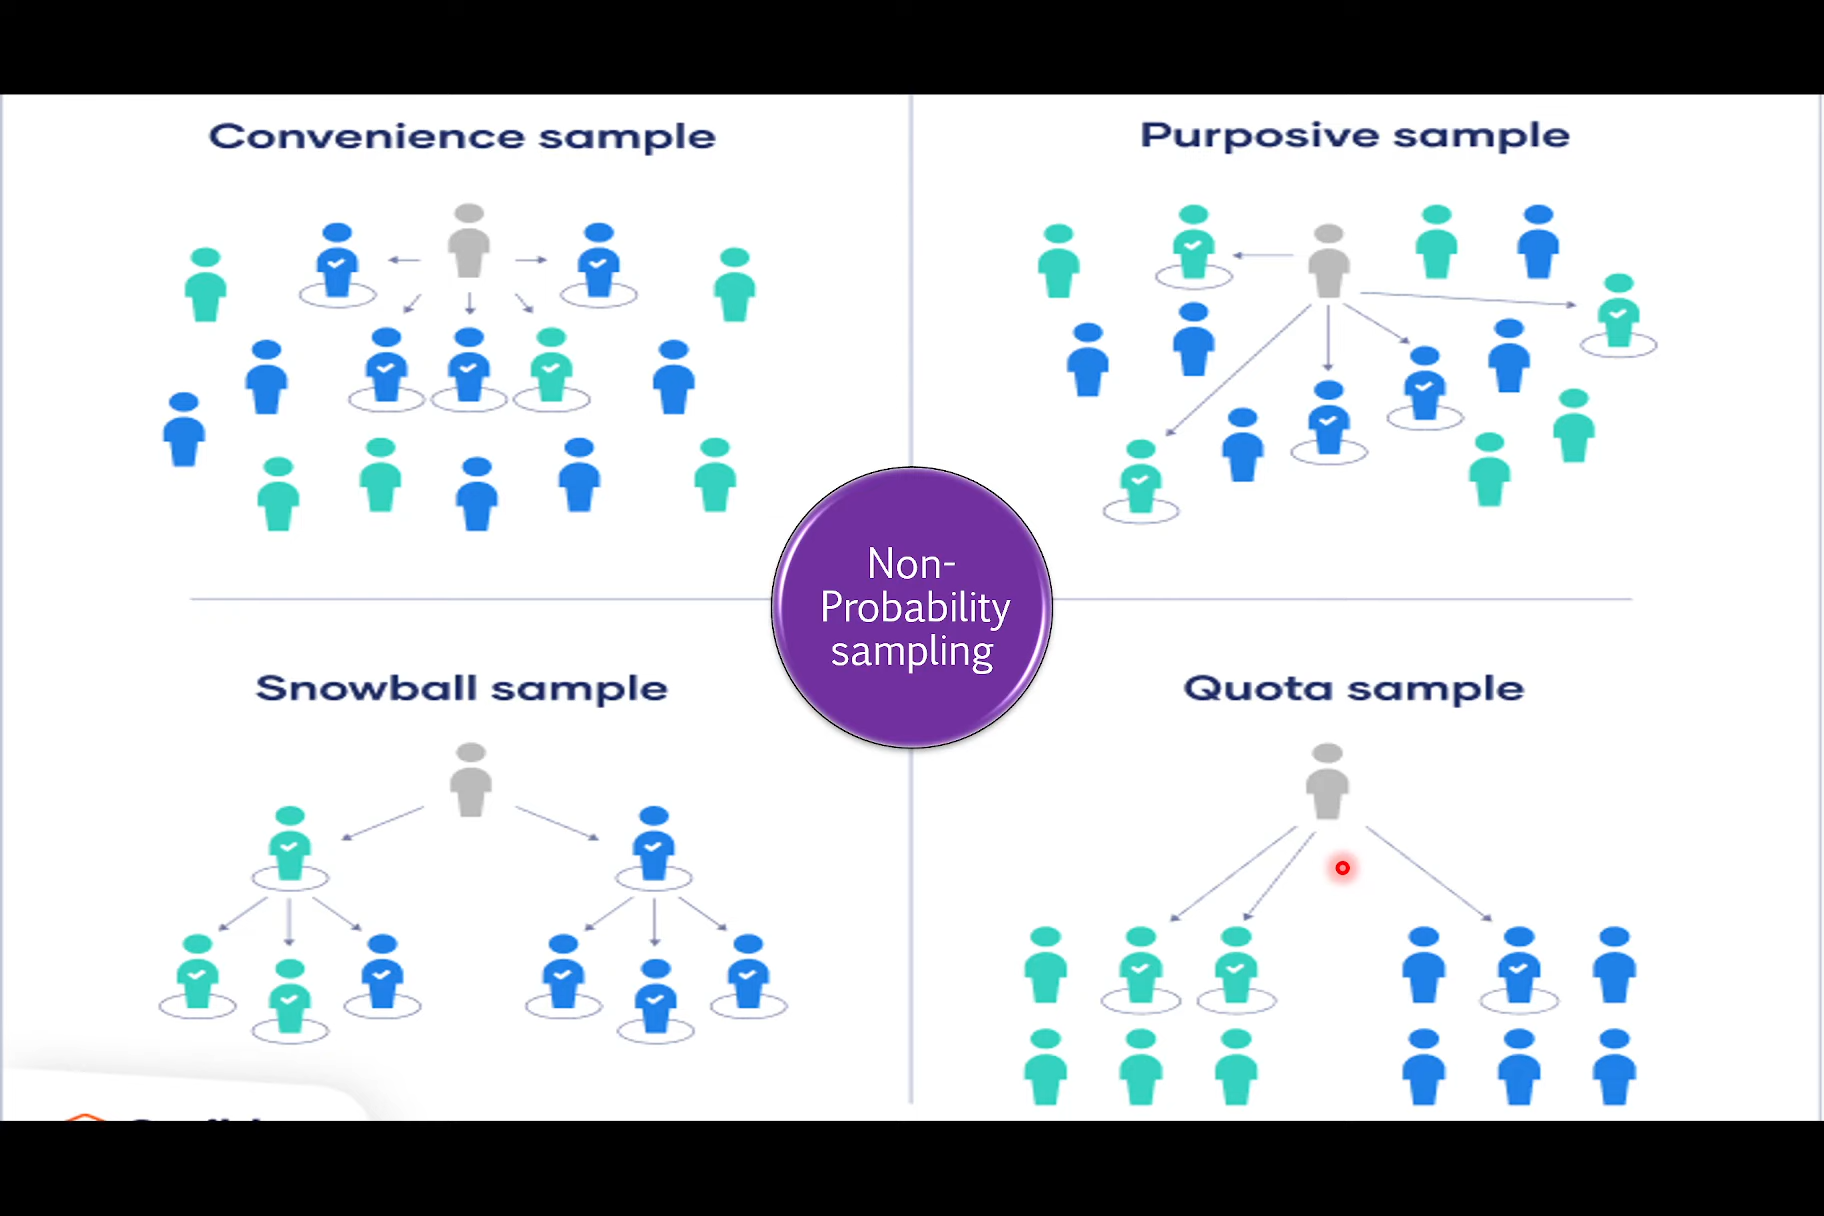 Convenience sample
Purposive sample
Non-
Probability
sampling
Snowball sample
Quota sample